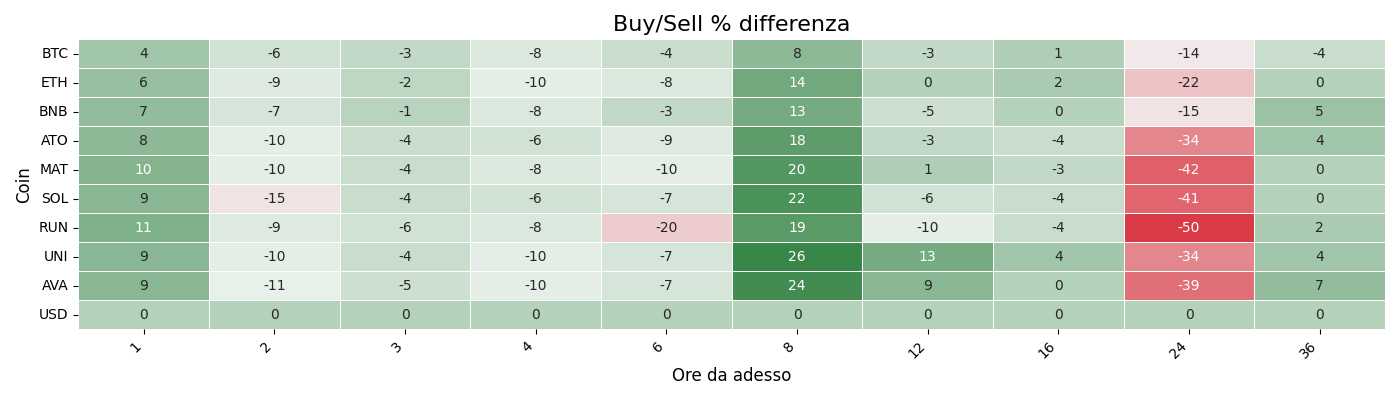 Buy/Sell % differenza
Coin
BTC 4 -6 -3 -8 -4 8 -3 1 -14 -4
ETH 6 -9 -2 -10 -8 14 0 2 -22 0
BNB 7 -7 -1 -8 -3 13 -5 0 -15 5
ATO 8 -10 -4 -6 -9 18 -3 -4 -34 4
MAT 10 -10 -4 -8 -10 20 1 -3 -42 0
SOL 9 -15 -4 -6 -7 22 -6 -4 -41 0
RUN 11 -9 -6 -8 -20 19 -10 -4 -50 2
UNI 9 -10 -4 -10 -7 26 13 4 -34 4
AVA 9 -11 -5 -10 -7 24 9 0 -39 7
USD 0 0 0 0 0 0 0 0 0 0
1 2 3 4 6 8 12 16 24 36
Ore da adesso